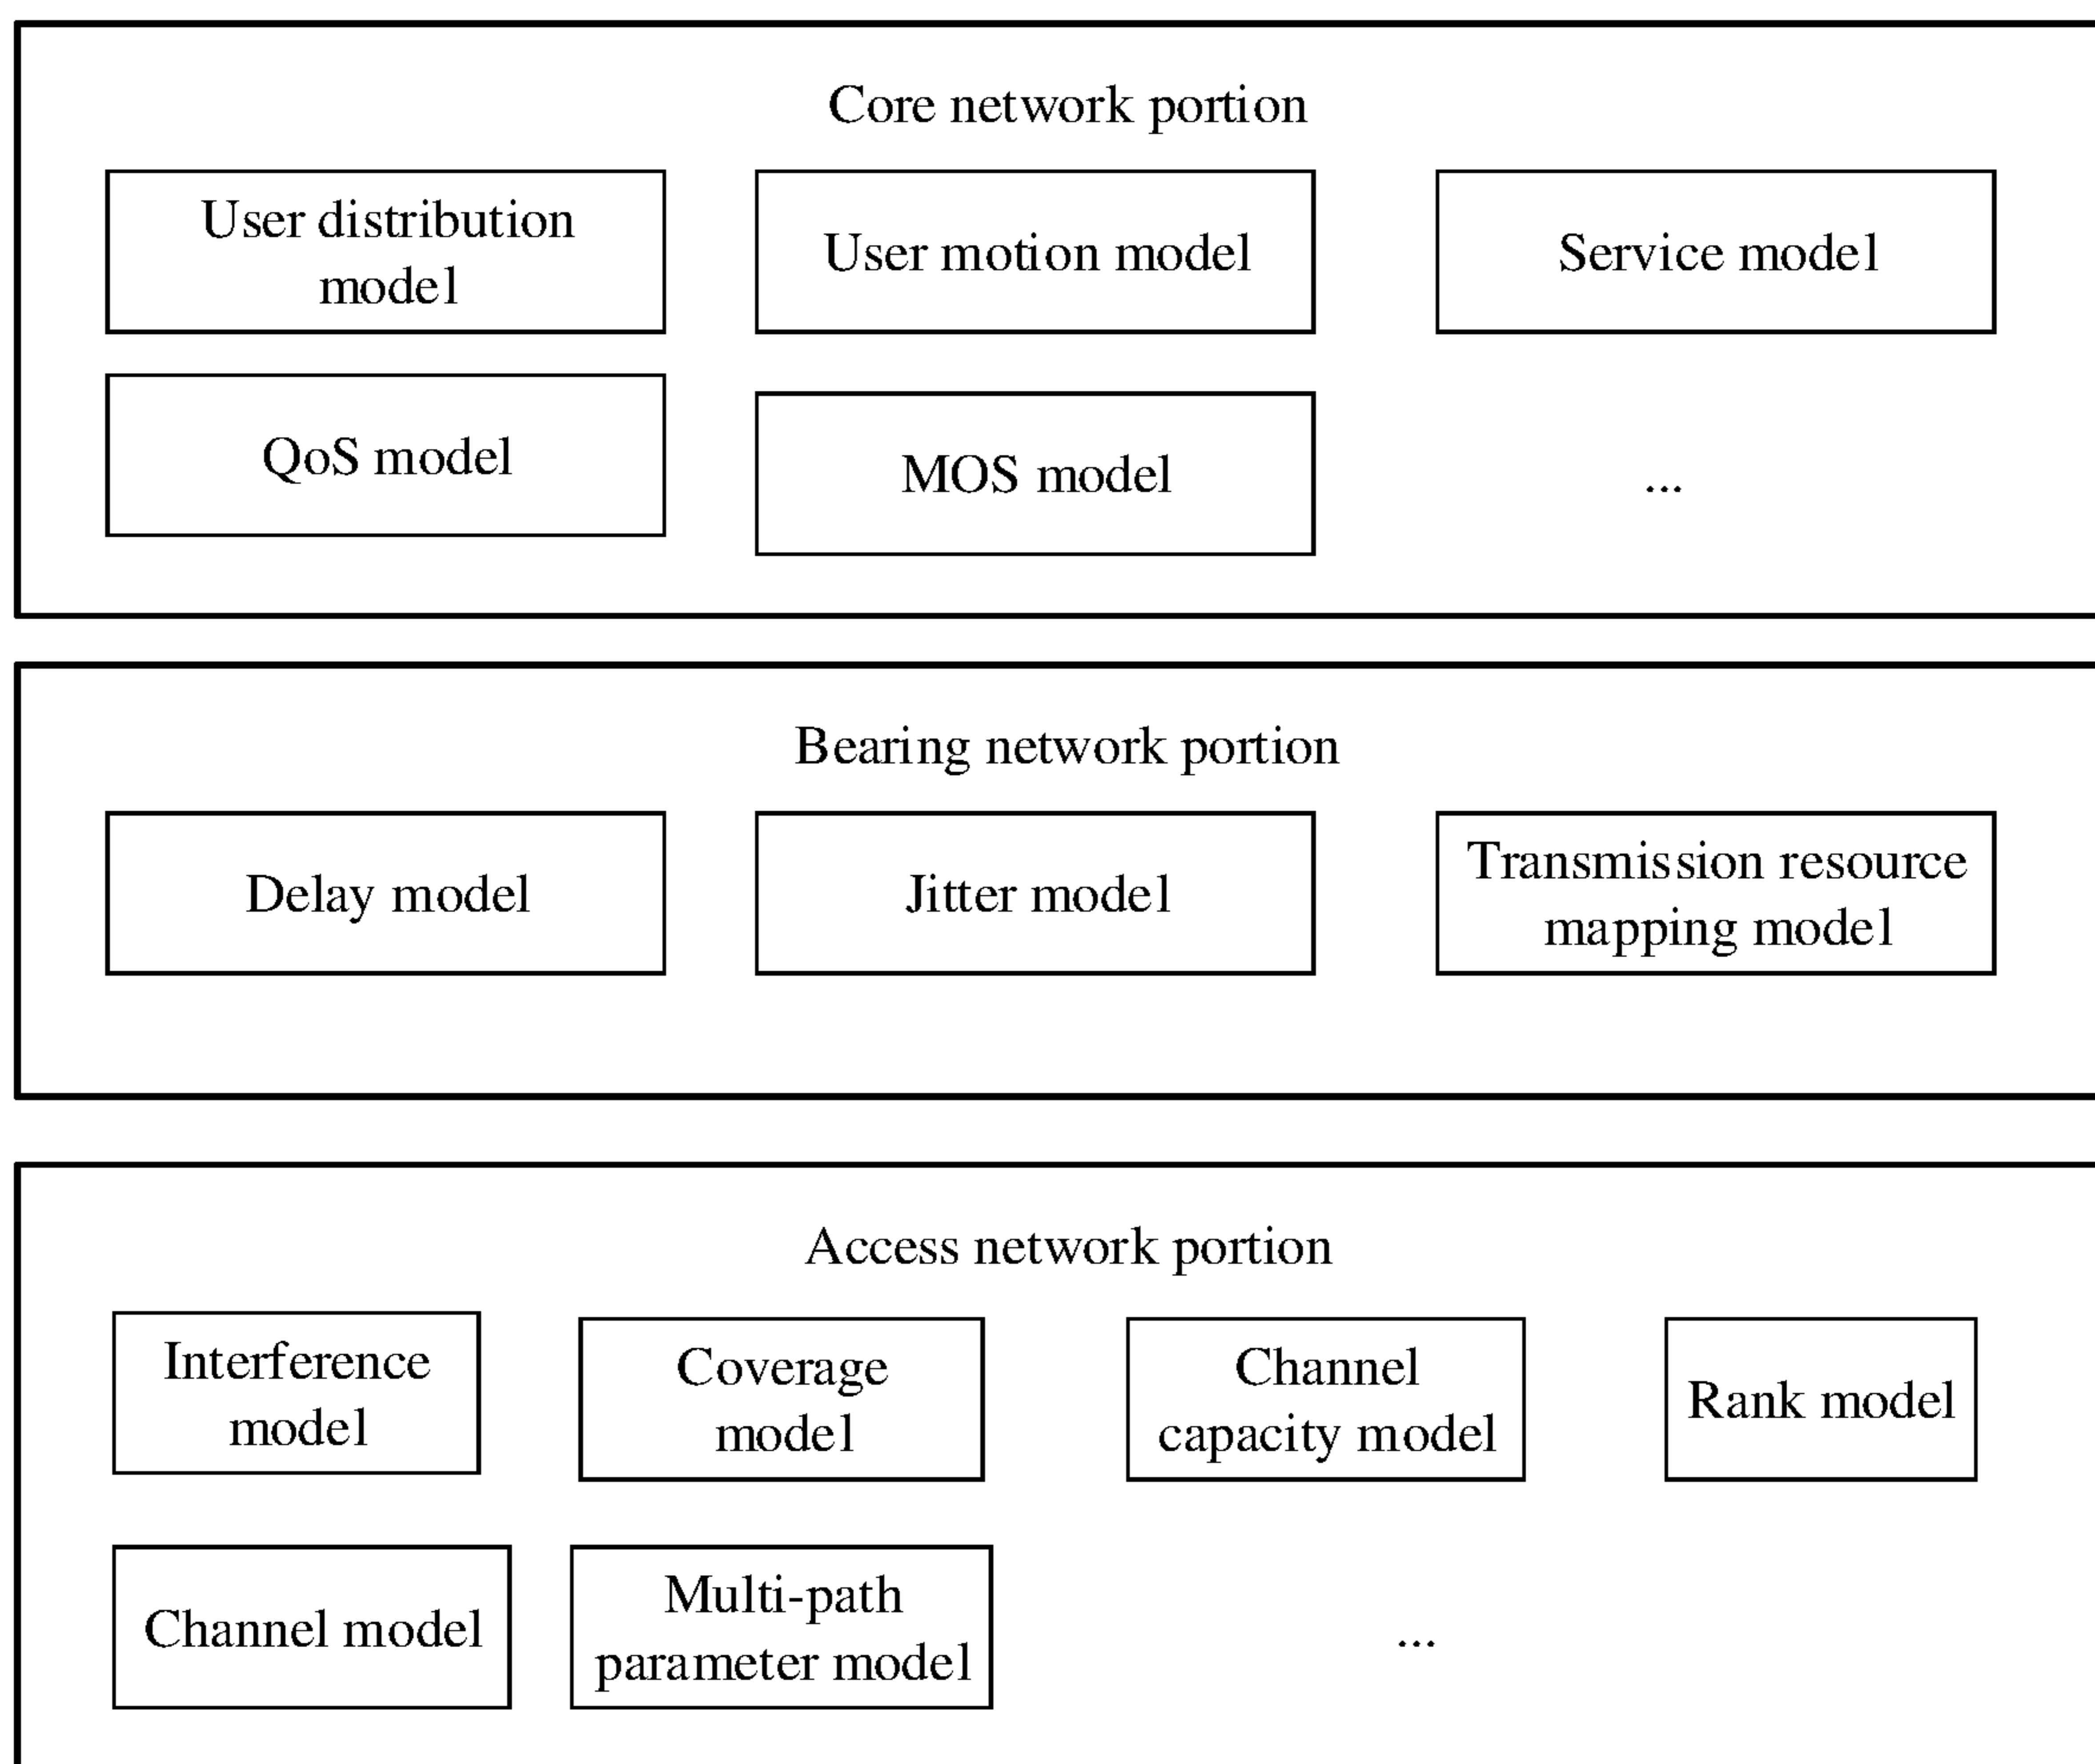 Core network portion
User distribution
model
User motion model
Service model
QoS model
MOS model
...
Bearing network portion
Delay model
Jitter model
Transmission resource
mapping model
Access network portion
Interference
model
Coverage
model
Channel
capacity model
Rank model
Channel model
Multi-path
parameter model
...